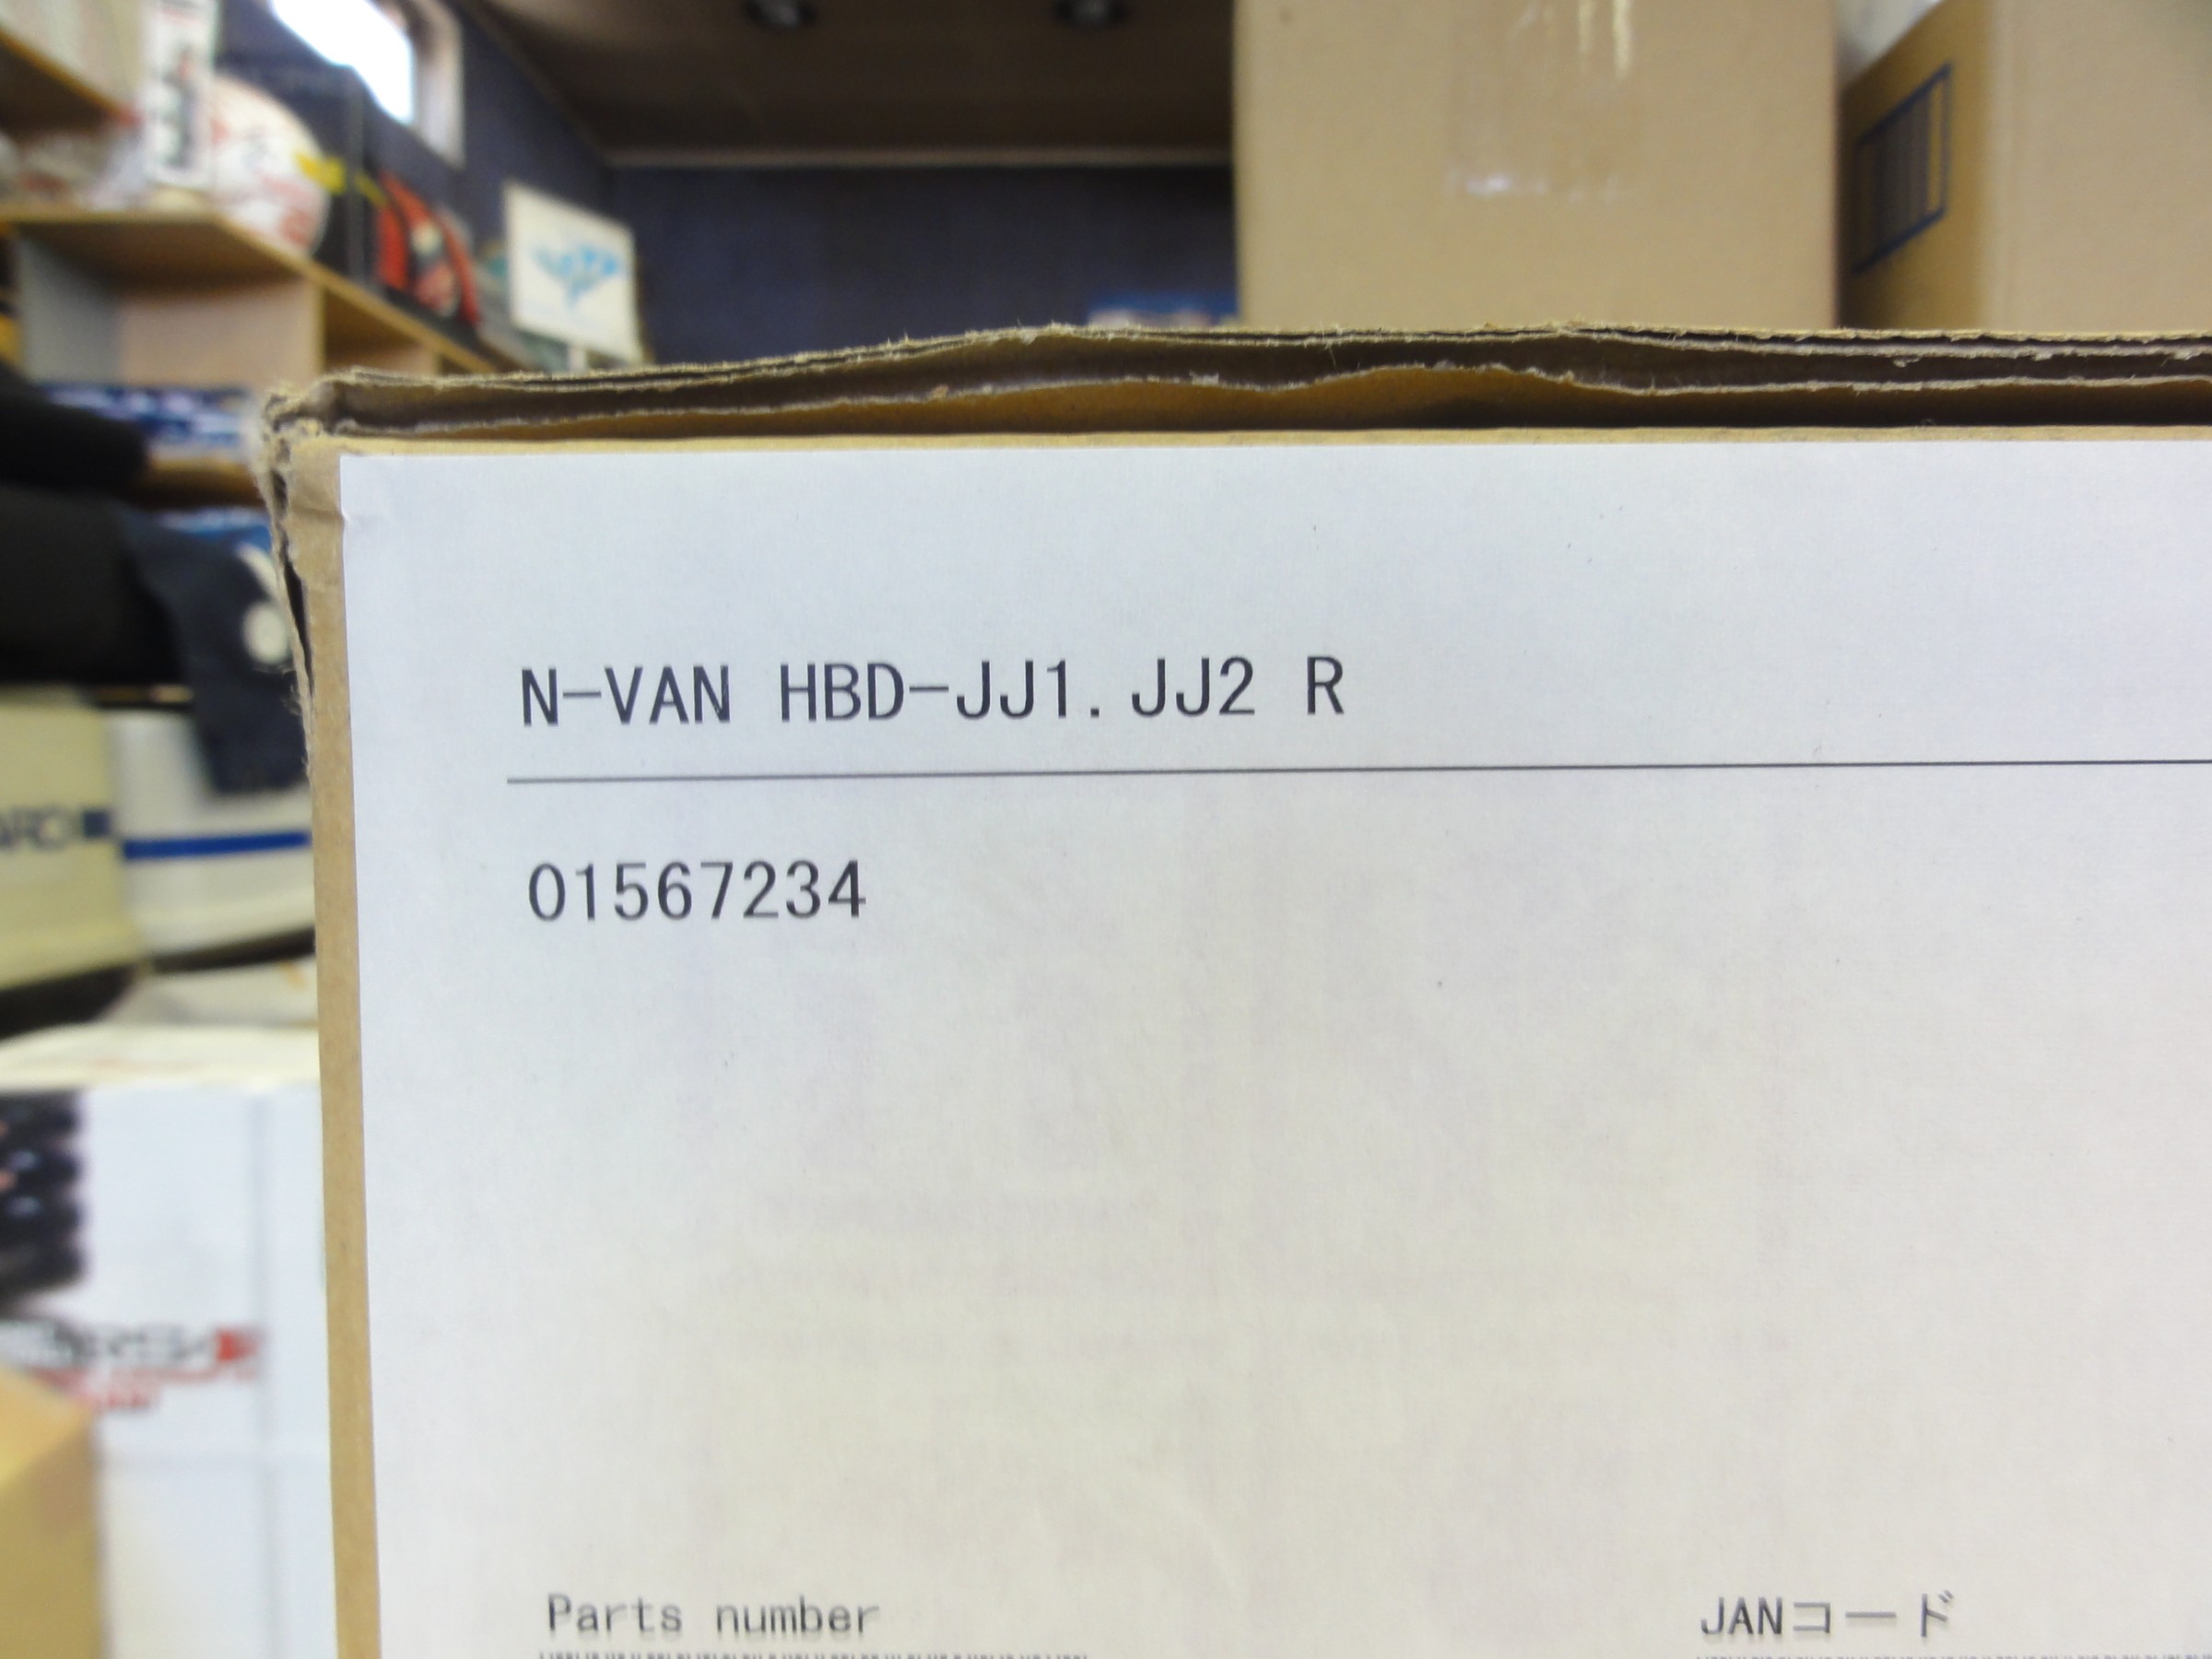 N-VAN HBD-JJ1.JJ2 R
01567234
Parts number
JANコード